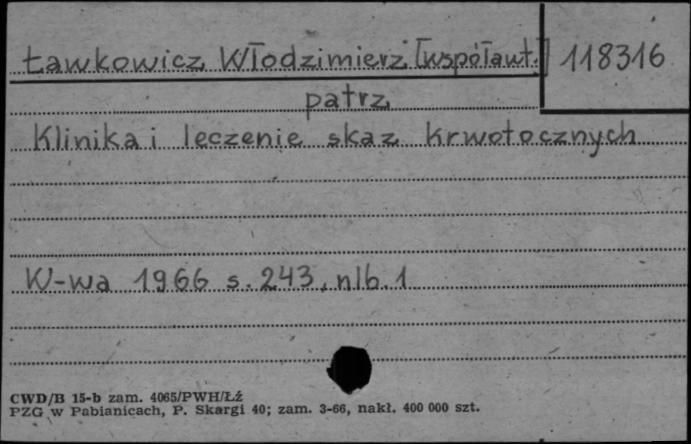 Ławkowicz Włodzimierz [współaut.] 118316
patrz
Klinika i leczenie skaz krwotocznych
W-wa 1966 s. 243, nlb. 1
CWD/B 15-b zam. 4065/PWH/Łź
PZG w Pabianicach, P. Skargi 40; zam. 3-66, nakł. 400 000 szt.